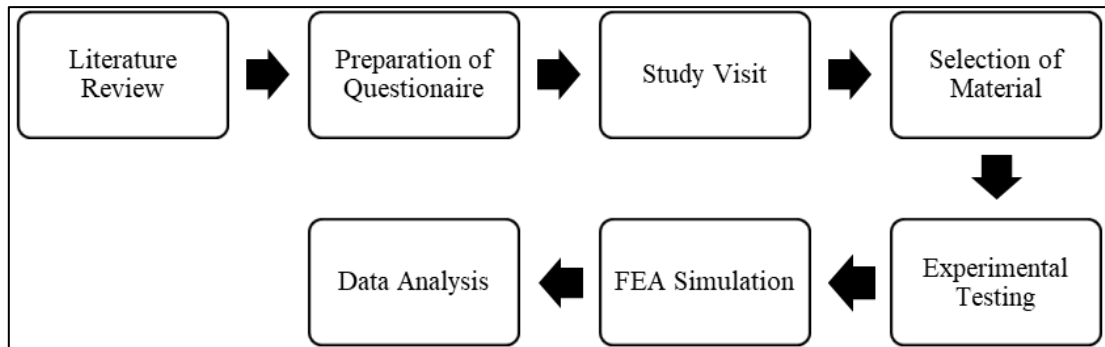 Literature
Review
Preparation of
Questionaire
Study Visit
Selection of
Material
Experimental
Testing
FEA Simulation
Data Analysis